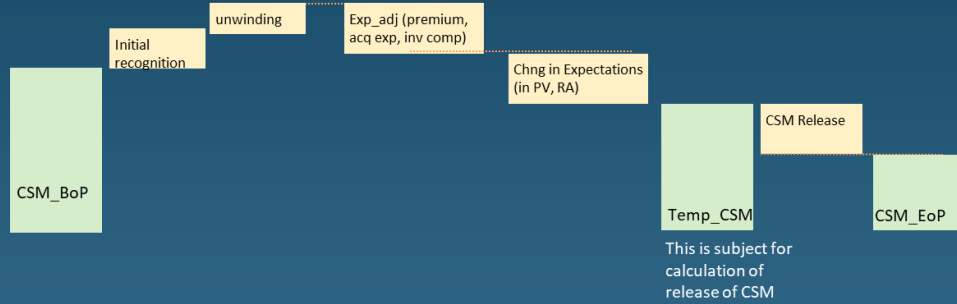 unwinding
Exp_adj (premium,
acq exp, inv comp)
Initial
recognition
Chng in Expectations
(in PV, RA)
CSM Release
CSM_BoP
Temp_CSM
CSM_EoP
This is subject for
calculation of
release of CSM